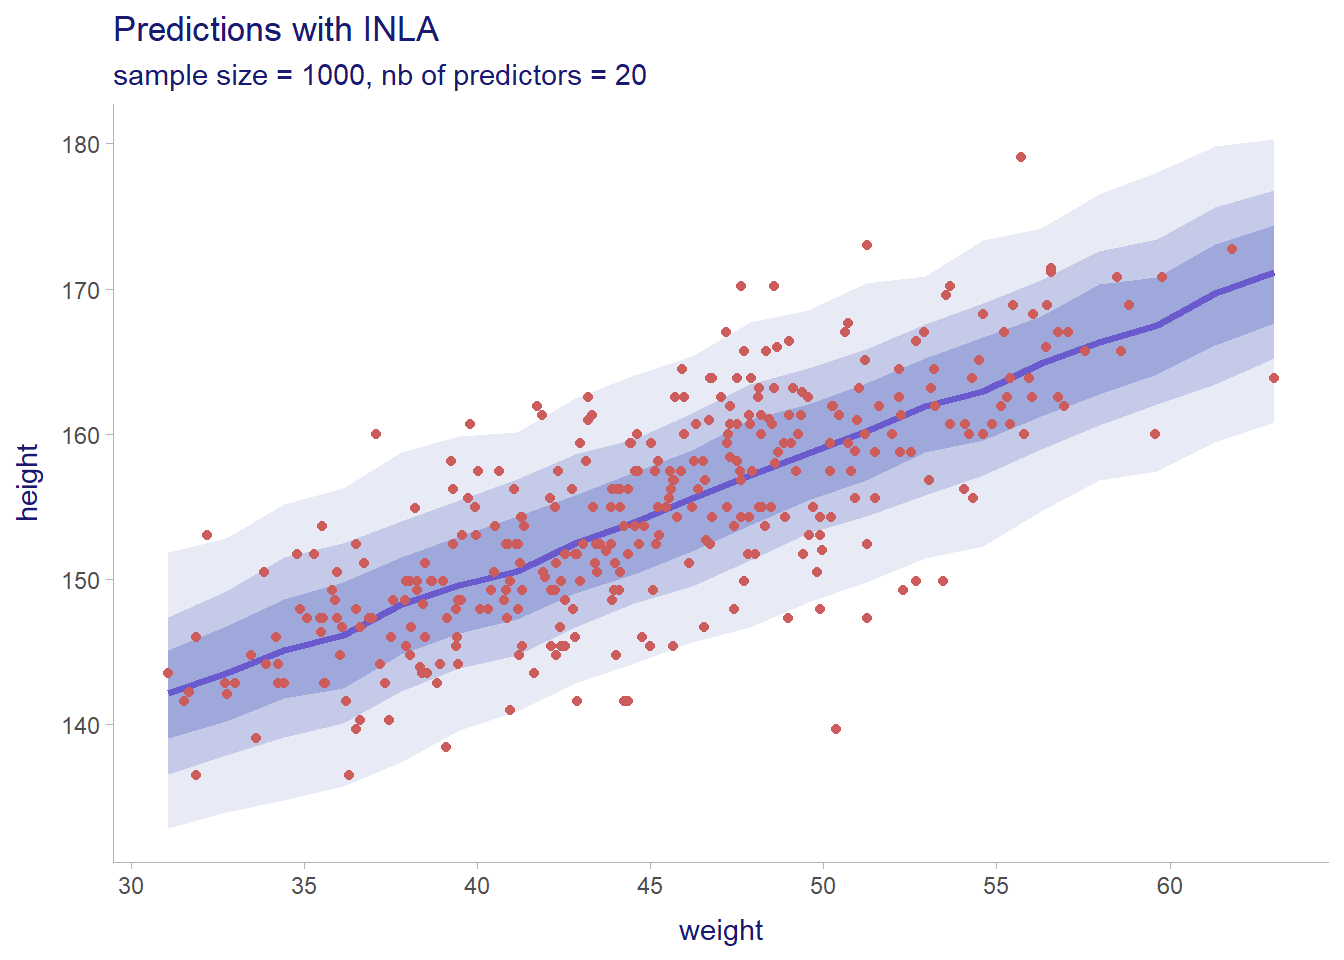 Predictions with INLA
sample size = 1000, nb of predictors = 20
180
170
160
150
140
height
30 35 40 45 50 55 60
weight